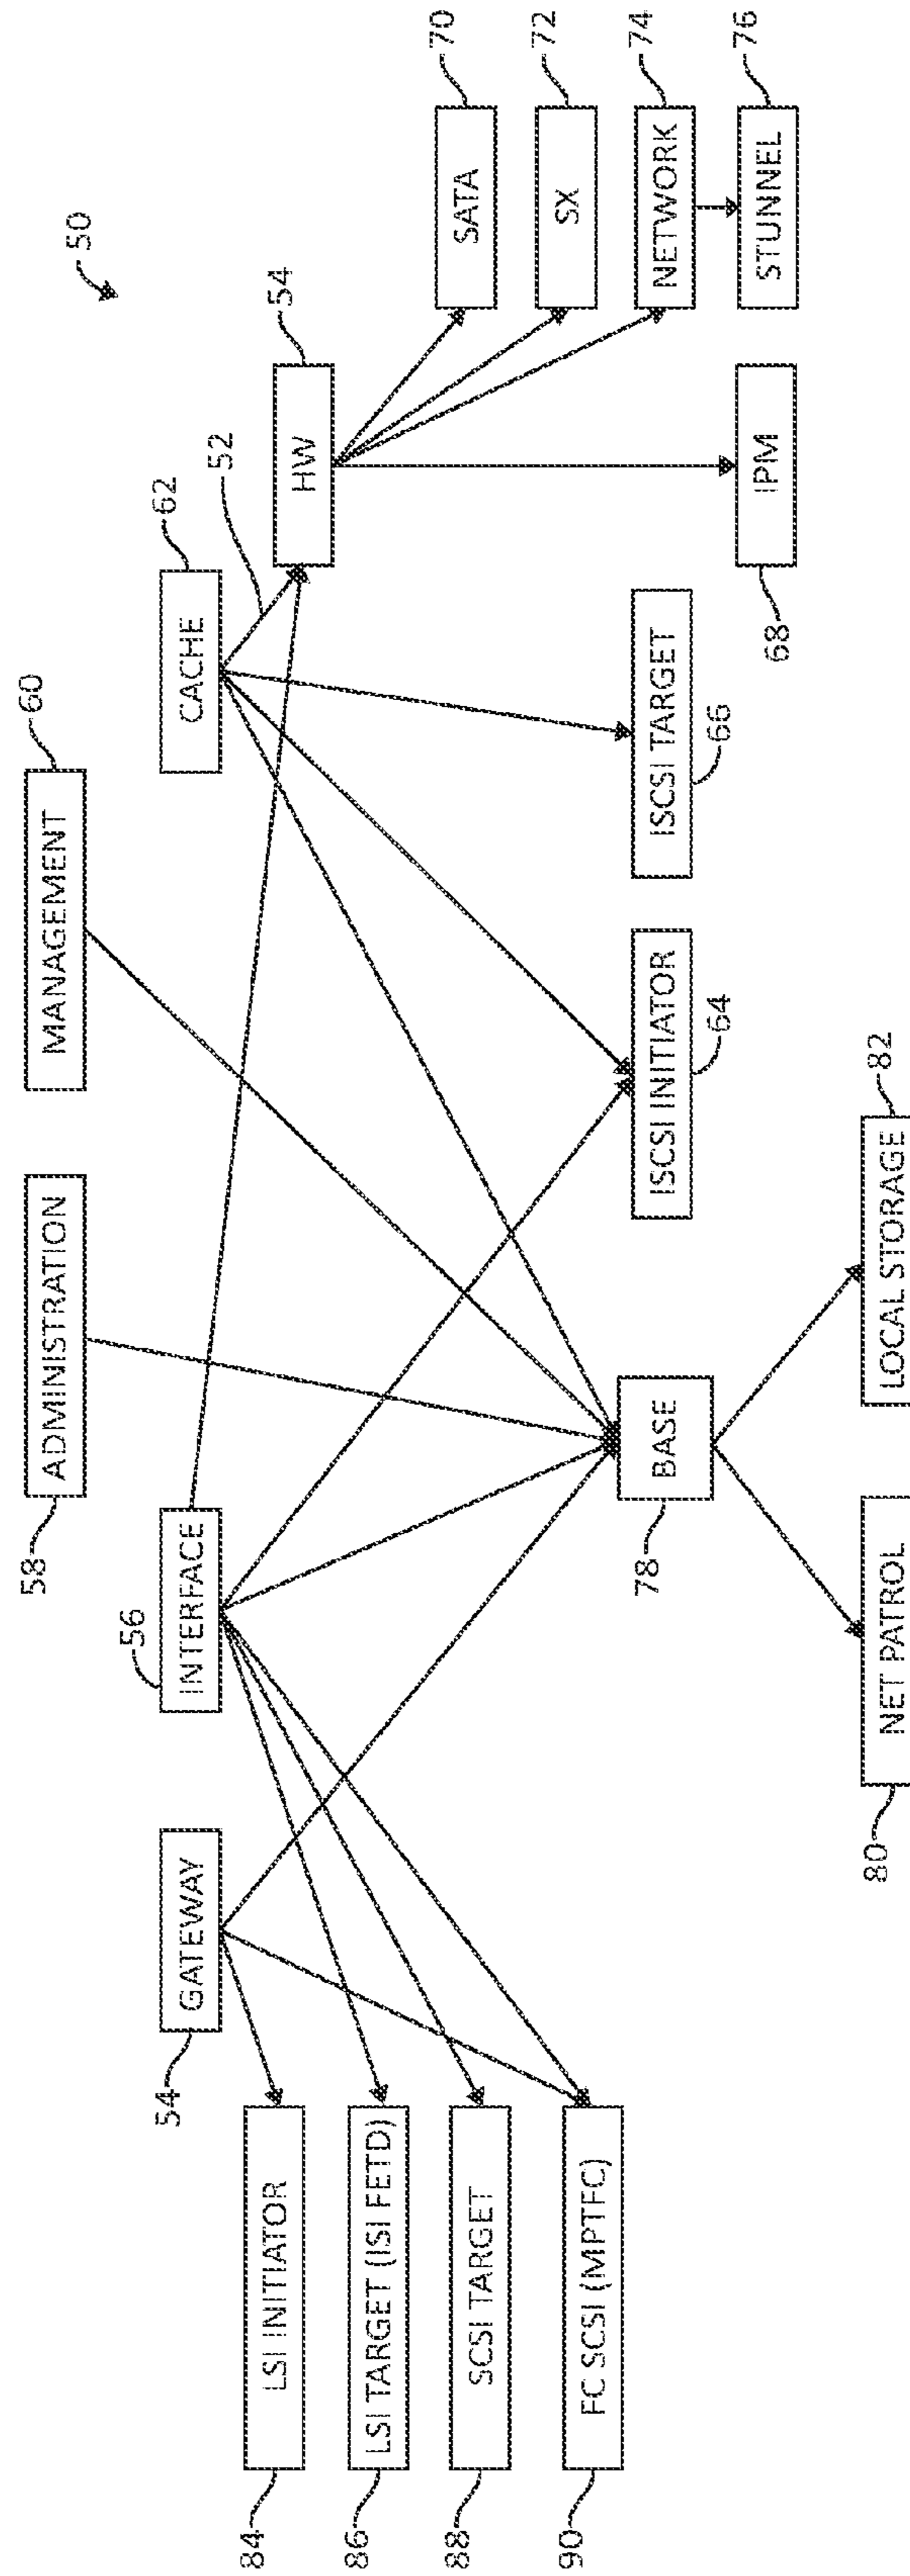 50
58
ADMINISTRATION
MANAGEMENT
60
54
GATEWAY
56
INTERFACE
CACHE
62
52
HW
54
84
LSI INITIATOR
86
LSI TARGET (ISI FETD)
88
SCSI TARGET
90
FC SCSI (MPTFC)
SATA
70
SX
72
NETWORK
74
STUNNEL
76
78
BASE
ISCSI INITIATOR
64
ISCSI TARGET
66
68
IPM
80
NET PATROL
LOCAL STORAGE
82